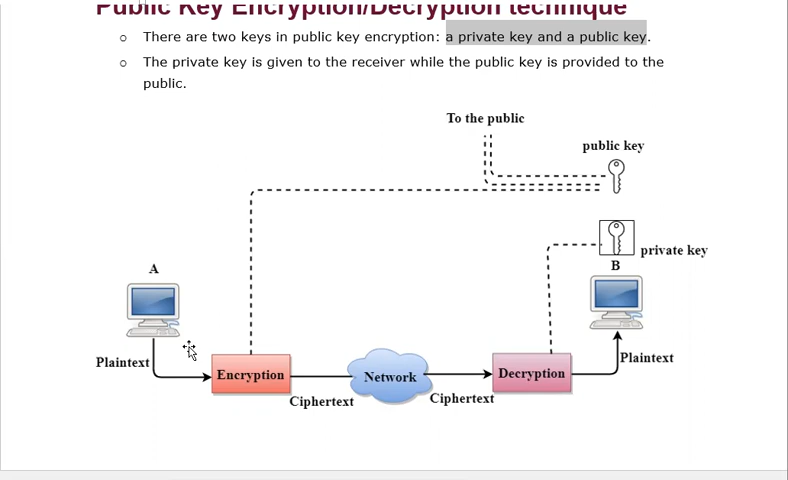 Public Key Encryption/Decryption technique
o There are two keys in public key encryption: a private key and a public key.
o The private key is given to the receiver while the public key is provided to the
public.
To the public
public key
private key
A
B
Plaintext
Plaintext
Encryption
Network
Decryption
Ciphertext
Ciphertext